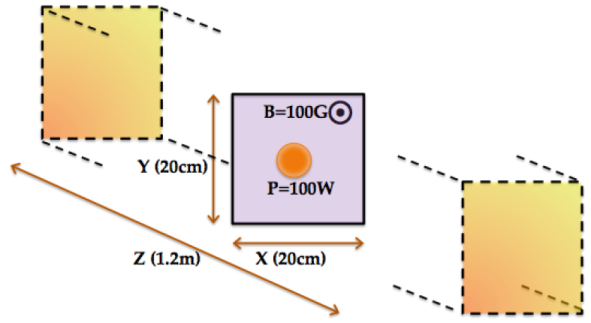 B=100G
Y (20cm)
P=100W
Z (1.2m)
X (20cm)